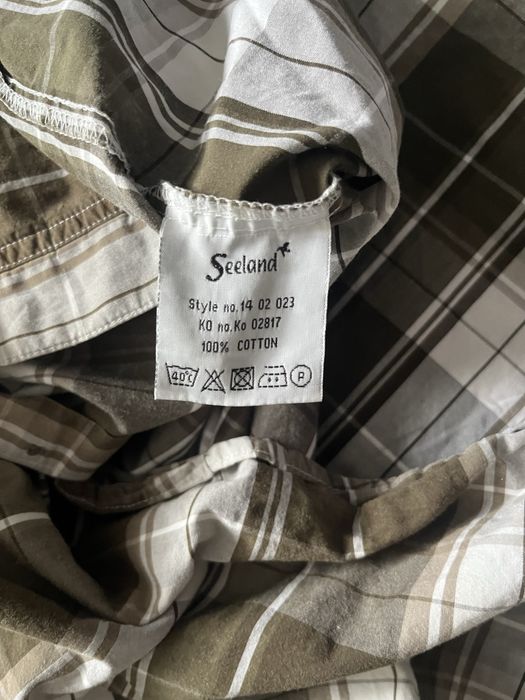 Seeland
Style no.14 02 023
KO no.Ko 02817
100% COTTON
40°C P